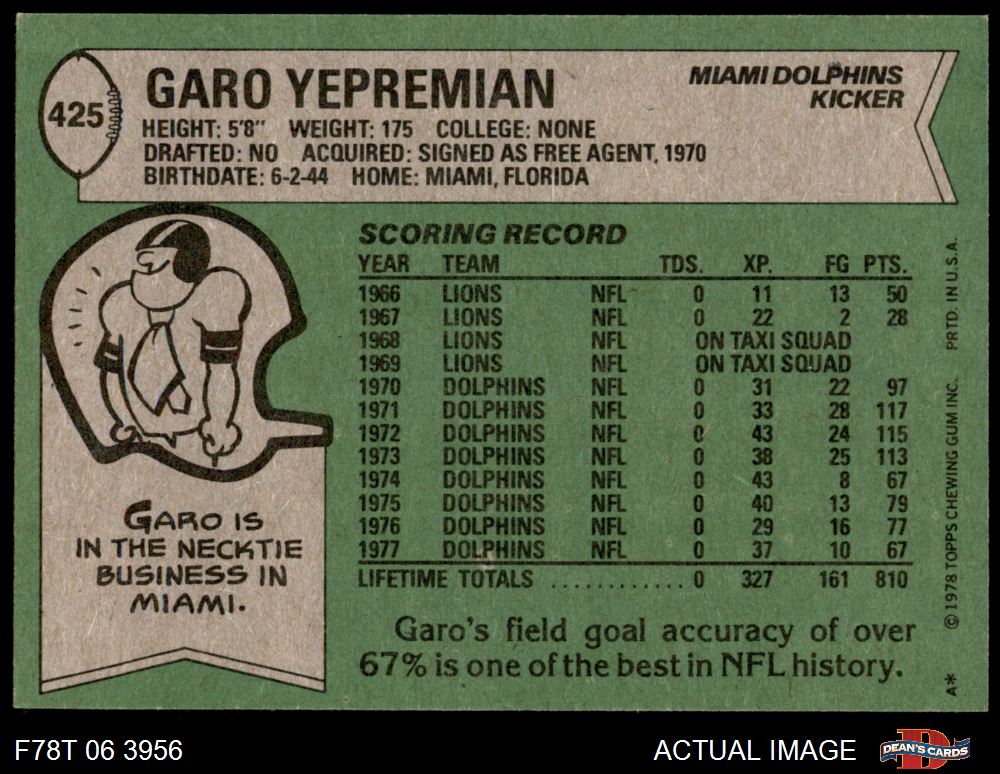 425
GARO YEPREMIAN
MIAMI DOLPHINS
KICKER
HEIGHT: 5'8" WEIGHT: 175 COLLEGE: NONE
DRAFTED: NO ACQUIRED: SIGNED AS FREE AGENT, 1970
BIRTHDATE: 6-2-44 HOME: MIAMI, FLORIDA
SCORING RECORD
YEAR TEAM TDS. XP. FG PTS.
1966 LIONS NFL 0 11 13 50
1967 LIONS NFL 0 22 2 28
1968 LIONS NFL ON TAXI SQUAD
1969 LIONS NFL ON TAXI SQUAD
1970 DOLPHINS NFL 0 31 22 97
1971 DOLPHINS NFL 0 33 28 117
1972 DOLPHINS NFL 0 43 24 115
1973 DOLPHINS NFL 0 38 25 113
1974 DOLPHINS NFL 0 43 8 67
1975 DOLPHINS NFL 0 40 13 79
1976 DOLPHINS NFL 0 29 16 77
1977 DOLPHINS NFL 0 37 10 67
LIFETIME TOTALS ............ 0 327 161 810
Garo's field goal accuracy of over
67% is one of the best in NFL history.
GARO IS
IN THE NECKTIE
BUSINESS IN
MIAMI.
A* © 1978 TOPPS CHEWING GUM INC. PRTD. IN U.S.A.
F78T 06 3956
ACTUAL IMAGE
DEAN'S CARDS